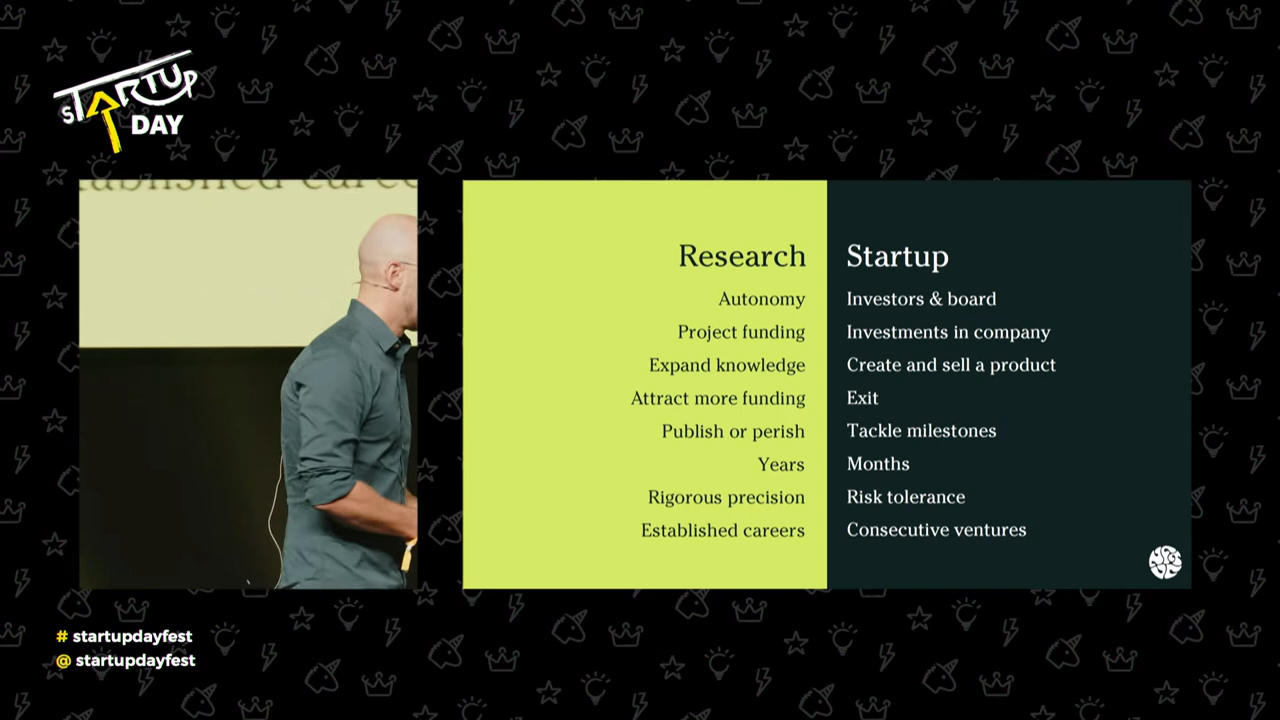 STARTUP
DAY
tablished caree
Research
Autonomy
Project funding
Expand knowledge
Attract more funding
Publish or perish
Years
Rigorous precision
Established careers
Startup
Investors & board
Investments in company
Create and sell a product
Exit
Tackle milestones
Months
Risk tolerance
Consecutive ventures
# startupdayfest
@ startupdayfest